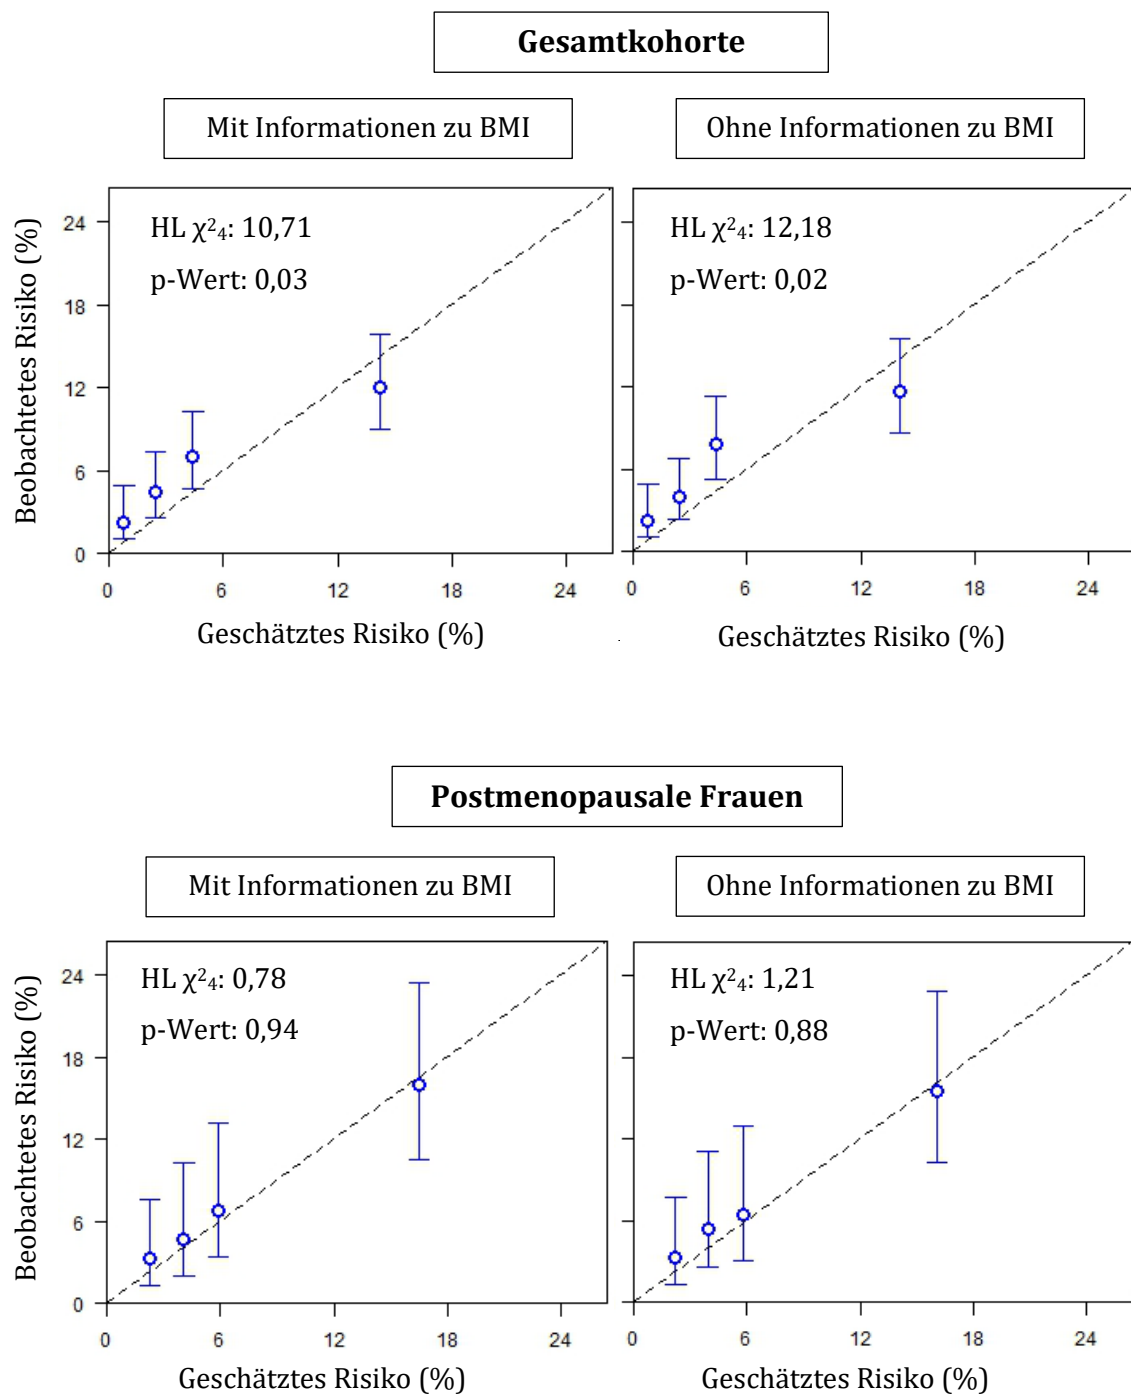 Gesamtkohorte
Mit Informationen zu BMI
Ohne Informationen zu BMI
HL χ²₄: 10,71
p-Wert: 0,03
HL χ²₄: 12,18
p-Wert: 0,02
Beobachtetes Risiko (%)
24
18
12
6
0
0 6 12 18 24
0 6 12 18 24
Geschätztes Risiko (%)
Geschätztes Risiko (%)
Postmenopausale Frauen
Mit Informationen zu BMI
Ohne Informationen zu BMI
HL χ²₄: 0,78
p-Wert: 0,94
HL χ²₄: 1,21
p-Wert: 0,88
Beobachtetes Risiko (%)
24
18
12
6
0
0 6 12 18 24
0 6 12 18 24
Geschätztes Risiko (%)
Geschätztes Risiko (%)